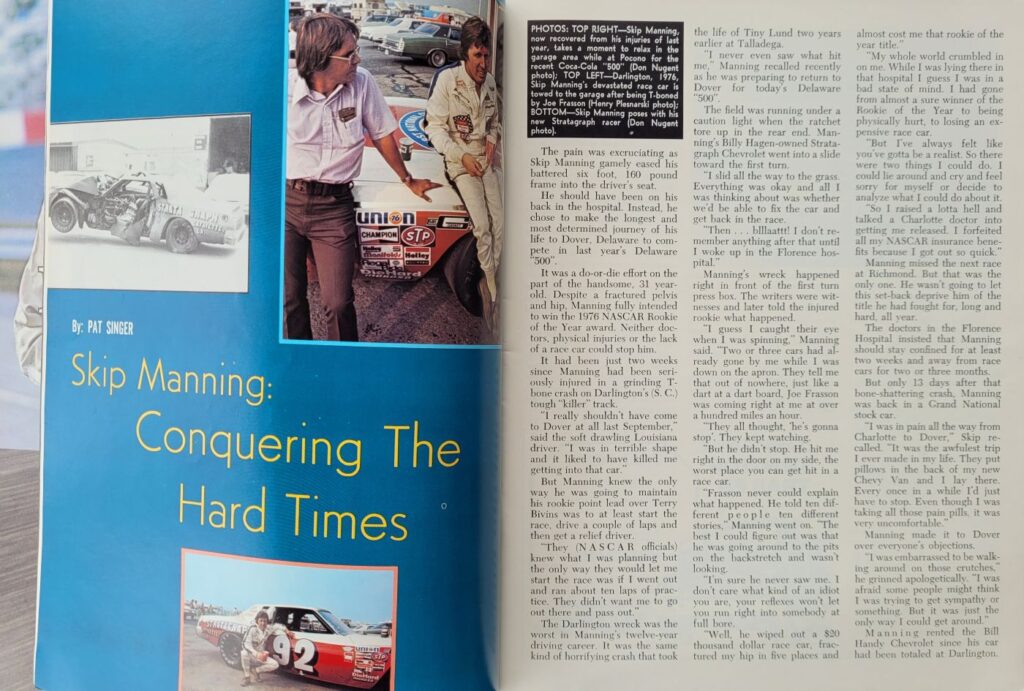 By: PAT SINGER
Skip Manning:
Conquering The
Hard Times
UNION
76
CHAMPION
STP
Holley
DieHard
92
PHOTOS: TOP RIGHT—Skip Manning,
now recovered from his injuries of last
year, takes a moment to relax in the
garage area while at Pocono for the
recent Coca-Cola "500" (Don Nugent
photo); TOP LEFT—Darlington, 1976,
Skip Manning's devastated race car is
towed to the garage after being T-boned
by Joe Frasson (Henry Plesnarski photo);
BOTTOM—Skip Manning poses with his
new Stratagraph racer (Don Nugent
photo).
The pain was excruciating as
Skip Manning gamely eased his
battered six foot, 160 pound
frame into the driver's seat.
He should have been on his
back in the hospital. Instead, he
chose to make the longest and
most determined journey of his
life to Dover, Delaware to com-
pete in last year's Delaware
"500".
It was a do-or-die effort on the
part of the handsome, 31 year-
old. Despite a fractured pelvis
and hip, Manning fully intended
to win the 1976 NASCAR Rookie
of the Year award. Neither doc-
tors, physical injuries or the lack
of a race car could stop him.
It had been just two weeks
since Manning had been seri-
ously injured in a grinding T-
bone crash on Darlington's (S. C.)
tough "killer" track.
"I really shouldn't have come
to Dover at all last September,"
said the soft drawling Louisiana
driver. "I was in terrible shape
and it liked to have killed me
getting into that car."
But Manning knew the only
way he was going to maintain
his rookie point lead over Terry
Bivins was to at least start the
race, drive a couple of laps and
then get a relief driver.
"They (NASCAR officials)
knew what I was planning but
the only way they would let me
start the race was if I went out
and ran about ten laps of prac-
tice. They didn't want me to go
out there and pass out."
The Darlington wreck was the
worst in Manning's twelve-year
driving career. It was the same
kind of horrifying crash that took
the life of Tiny Lund two years
earlier at Talladega.
"I never even saw what hit
me," Manning recalled recently
as he was preparing to return to
Dover for today's Delaware
"500".
The field was running under a
caution light when the ratchet
tore up in the rear end. Man-
ning's Billy Hagen-owned Strata-
graph Chevrolet went into a slide
toward the first turn.
"I slid all the way to the grass.
Everything was okay and all I
was thinking about was whether
we'd be able to fix the car and
get back in the race.
"Then . . . blllaattt! I don't re-
member anything after that until
I woke up in the Florence hos-
pital."
Manning's wreck happened
right in front of the first turn
press box. The writers were wit-
nesses and later told the injured
rookie what happened.
"I guess I caught their eye
when I was spinning," Manning
said. "Two or three cars had al-
ready gone by me while I was
down on the apron. They tell me
that out of nowhere, just like a
dart at a dart board, Joe Frasson
was coming right at me at over a
hundred miles an hour.
"They all thought, 'he's gonna
stop'. They kept watching.
"But he didn't stop. He hit me
right in the door on my side, the
worst place you can get hit in a
race car.
"Frasson never could explain
what happened. He told ten dif-
ferent people ten different
stories," Manning went on. "The
best I could figure out was that
he was going around to the pits
on the backstretch and wasn't
looking.
"I'm sure he never saw me. I
don't care what kind of an idiot
you are, your reflexes won't let
you run right into somebody at
full bore.
"Well, he wiped out a $20
thousand dollar race car, frac-
tured my hip in five places and
almost cost me that rookie of the
year title."
"My whole world crumbled in
on me. While I was lying there in
that hospital I guess I was in a
bad state of mind. I had gone
from almost a sure winner of the
Rookie of the Year to being
physically hurt, to losing an ex-
pensive race car.
"But I've always felt like
you've gotta be a realist. So there
were two things I could do. I
could lie around and cry and feel
sorry for myself or decide to
analyze what I could do about it.
"So I raised a lotta hell and
talked a Charlotte doctor into
getting me released. I forfeited
all my NASCAR insurance bene-
fits because I got out so quick."
Manning missed the next race
at Richmond. But that was the
only one. He wasn't going to let
this set-back deprive him of the
title he had fought for, long and
hard, all year.
The doctors in the Florence
Hospital insisted that Manning
should stay confined for at least
two weeks and away from race
cars for two or three months.
But only 13 days after that
bone-shattering crash, Manning
was back in a Grand National
stock car.
"I was in pain all the way from
Charlotte to Dover," Skip re-
called. "It was the awfulest trip
I ever made in my life. They put
pillows in the back of my new
Chevy Van and I lay there.
Every once in a while I'd just
have to stop. Even though I was
taking all those pain pills, it was
very uncomfortable."
Manning made it to Dover
over everyone's objections.
"I was embarrassed to be walk-
ing around on those crutches,"
he grinned apologetically. "I was
afraid some people might think
I was trying to get sympathy or
something. But it was just the
only way I could get around."
Manning rented the Bill
Handy Chevrolet since his car
had been totaled at Darlington.